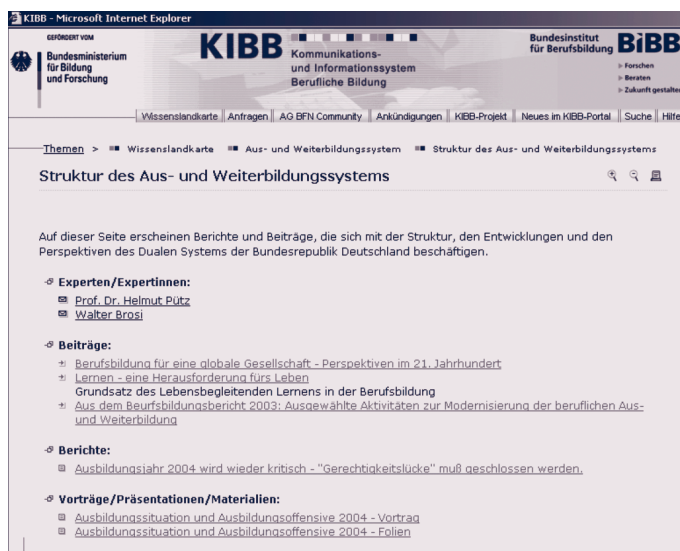 KIBB - Microsoft Internet Explorer
GEFÖRDERT VOM
Bundesministerium
für Bildung
und Forschung
KIBB
Kommunikations-
und Informationssystem
Berufliche Bildung
Bundesinstitut
für Berufsbildung
BiBB
Forschen
Beraten
Zukunft gestalten
Wissenslandkarte Anfragen AG BFN Community Ankündigungen KIBB-Projekt Neues im KIBB-Portal Suche Hilfe
Themen > Wissenslandkarte Aus- und Weiterbildungssystem Struktur des Aus- und Weiterbildungssystems
Struktur des Aus- und Weiterbildungssystems
Auf dieser Seite erscheinen Berichte und Beiträge, die sich mit der Struktur, den Entwicklungen und den
Perspektiven des Dualen Systems der Bundesrepublik Deutschland beschäftigen.
Experten/Expertinnen:
Prof. Dr. Helmut Pütz
Walter Brosi
Beiträge:
Berufsbildung für eine globale Gesellschaft - Perspektiven im 21. Jahrhundert
Lernen - eine Herausforderung fürs Leben
Grundsatz des Lebensbegleitenden Lernens in der Berufsbildung
Aus dem Beurfsbildungsbericht 2003: Ausgewählte Aktivitäten zur Modernisierung der beruflichen Aus-
und Weiterbildung
Berichte:
Ausbildungsjahr 2004 wird wieder kritisch - "Gerechtigkeitslücke" muß geschlossen werden.
Vorträge/Präsentationen/Materialien:
Ausbildungssituation und Ausbildungsoffensive 2004 - Vortrag
Ausbildungssituation und Ausbildungsoffensive 2004 - Folien